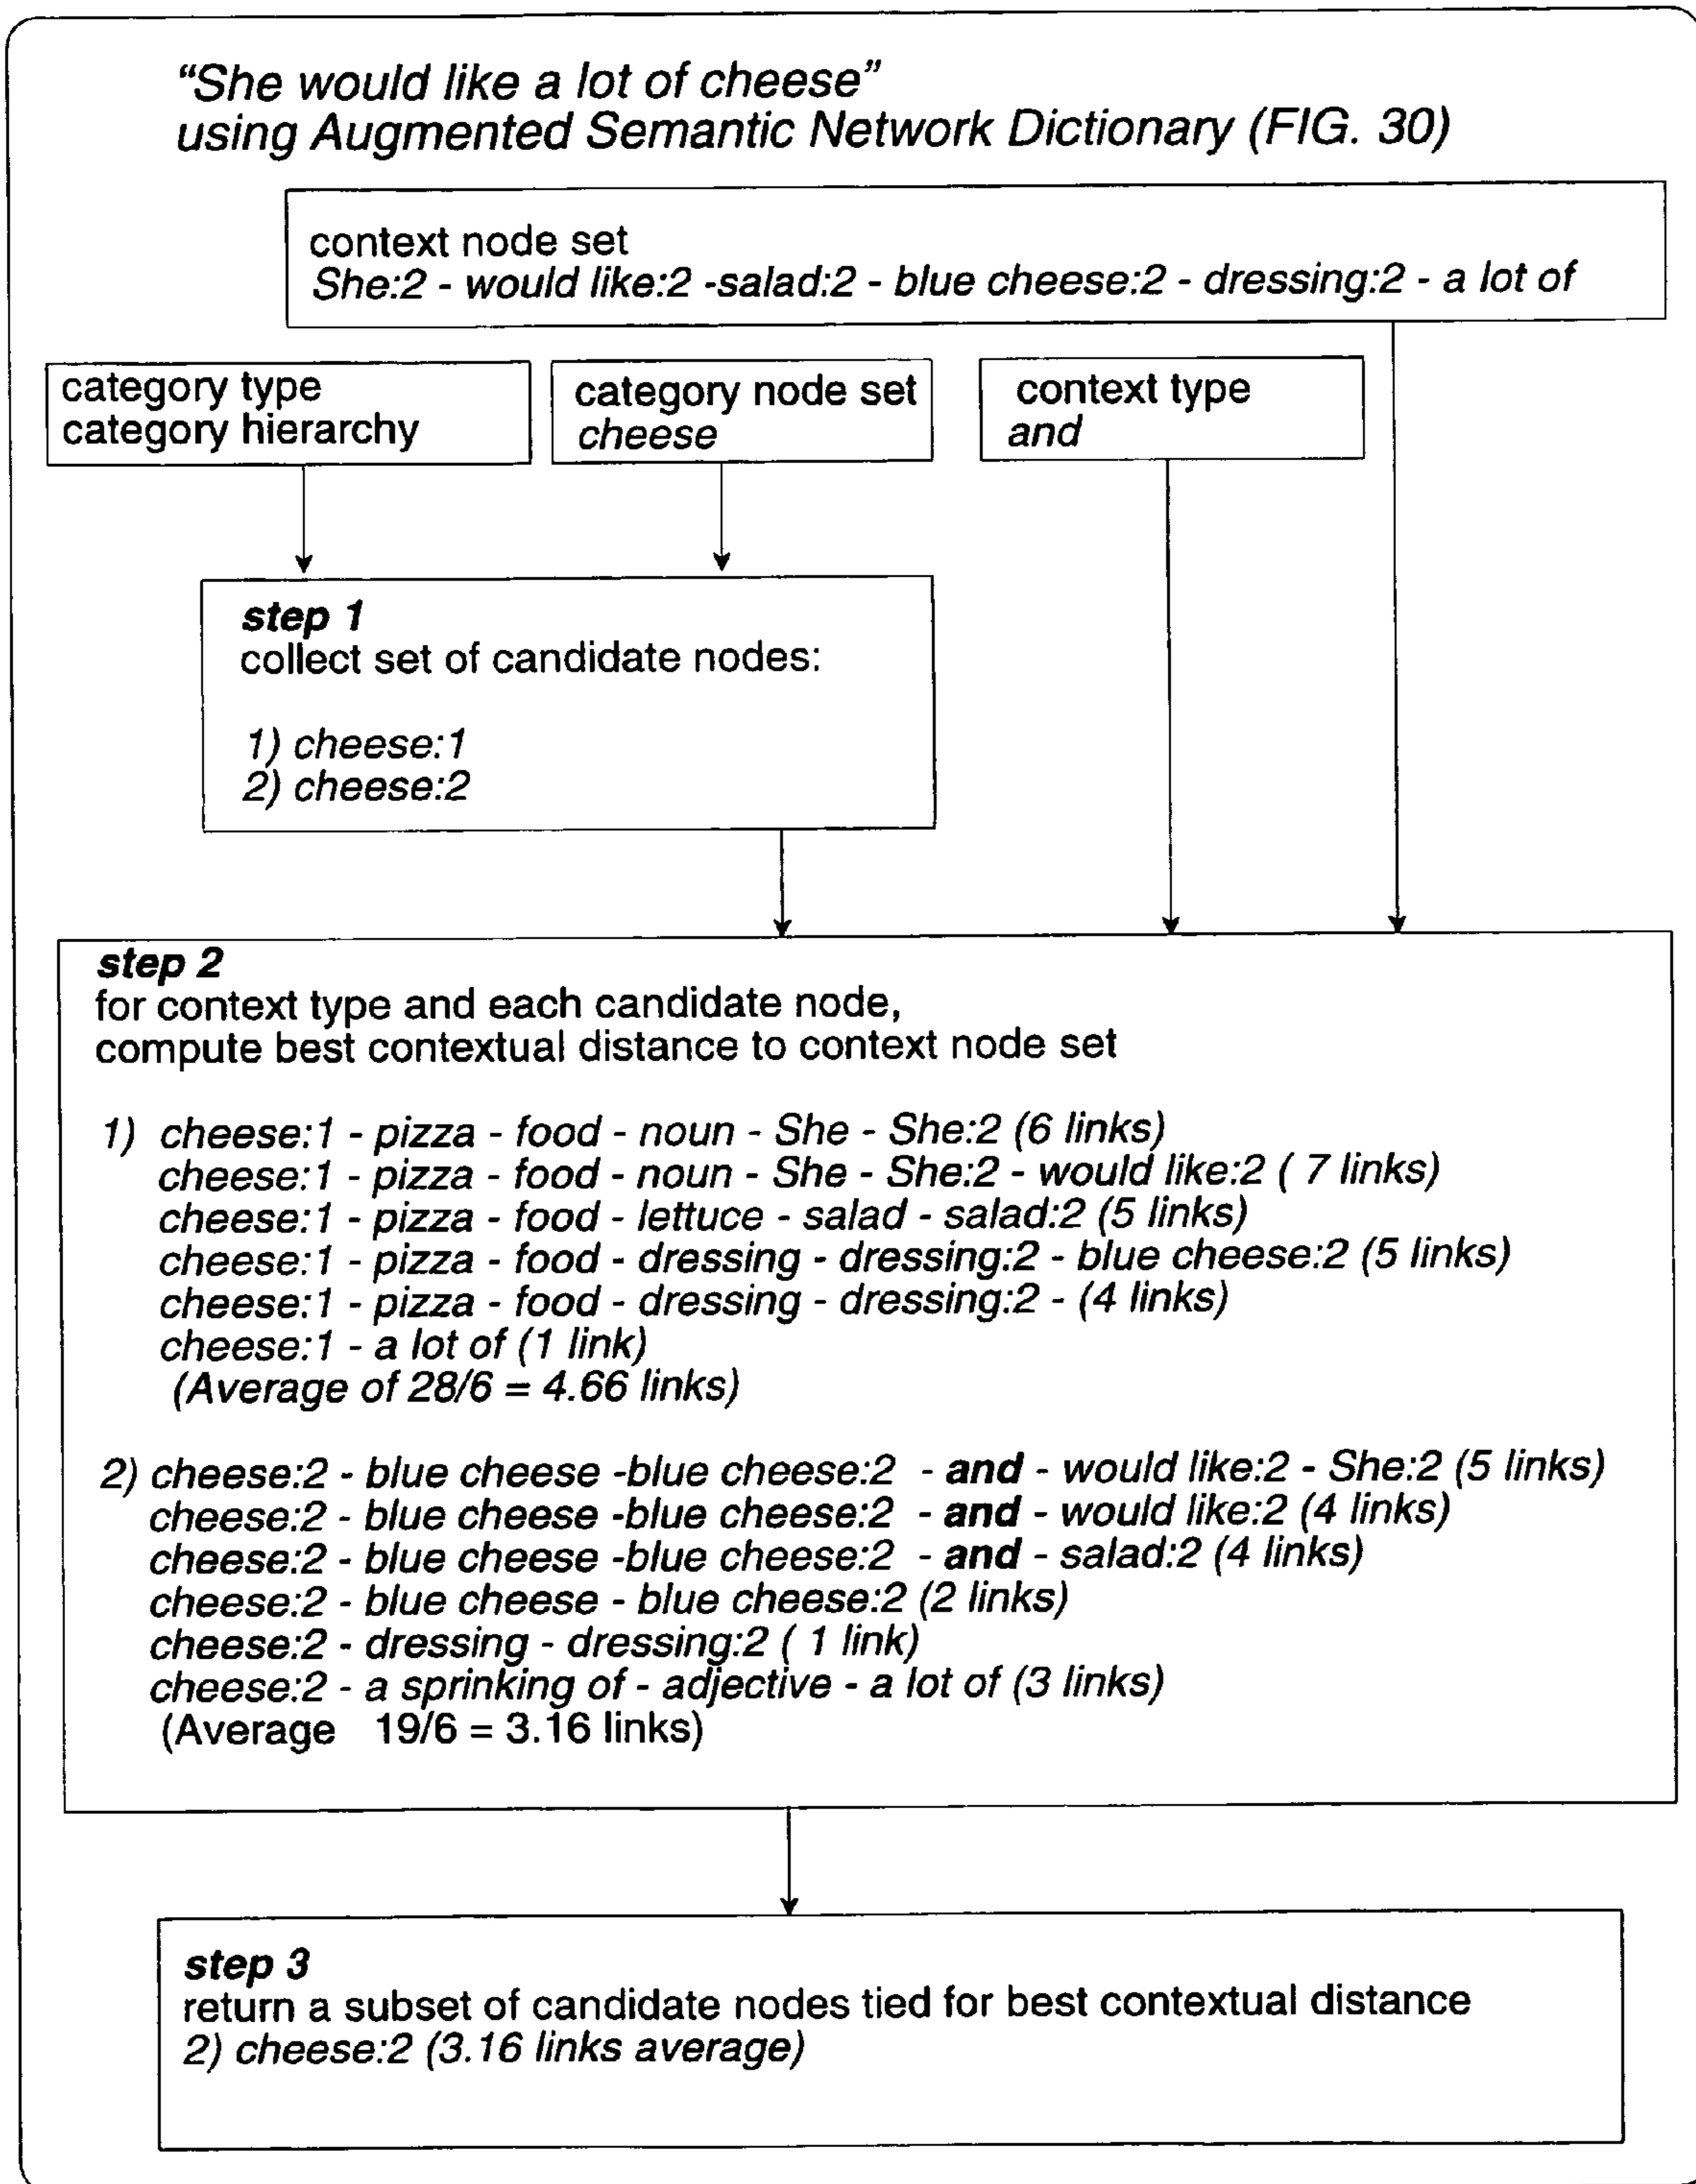 “She would like a lot of cheese”
using Augmented Semantic Network Dictionary (FIG. 30)
context node set
She:2 - would like:2 -salad:2 - blue cheese:2 - dressing:2 - a lot of
category type
category hierarchy
category node set
cheese
context type
and
step 1
collect set of candidate nodes:
1) cheese:1
2) cheese:2
step 2
for context type and each candidate node,
compute best contextual distance to context node set
1) cheese:1 - pizza - food - noun - She - She:2 (6 links)
cheese:1 - pizza - food - noun - She - She:2 - would like:2 ( 7 links)
cheese:1 - pizza - food - lettuce - salad - salad:2 (5 links)
cheese:1 - pizza - food - dressing - dressing:2 - blue cheese:2 (5 links)
cheese:1 - pizza - food - dressing - dressing:2 - (4 links)
cheese:1 - a lot of (1 link)
(Average of 28/6 = 4.66 links)
2) cheese:2 - blue cheese -blue cheese:2 - and - would like:2 - She:2 (5 links)
cheese:2 - blue cheese -blue cheese:2 - and - would like:2 (4 links)
cheese:2 - blue cheese -blue cheese:2 - and - salad:2 (4 links)
cheese:2 - blue cheese - blue cheese:2 (2 links)
cheese:2 - dressing - dressing:2 ( 1 link)
cheese:2 - a sprinking of - adjective - a lot of (3 links)
(Average 19/6 = 3.16 links)
step 3
return a subset of candidate nodes tied for best contextual distance
2) cheese:2 (3.16 links average)